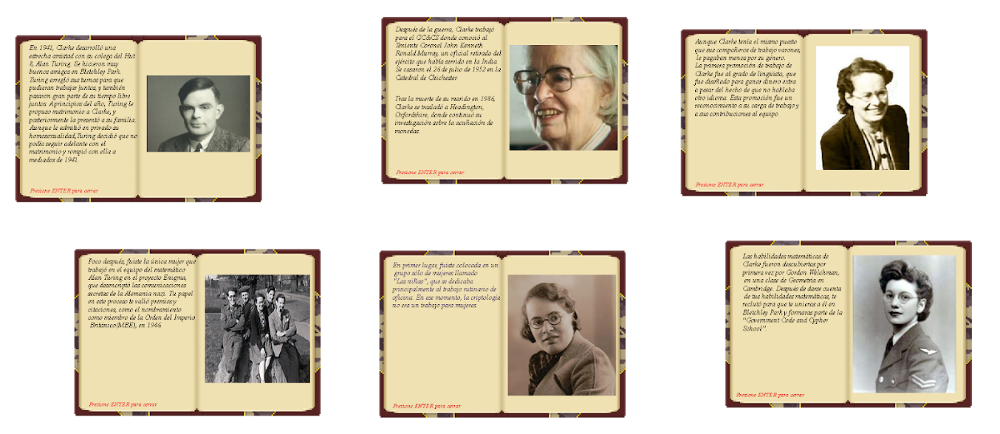 En 1941, Clarke desarrolló una
estrecha amistad con su colega del Hut
8, Alan Turing. Se hicieron muy
buenos amigos en Bletchley Park.
Turing arregló sus turnos para que
pudieran trabajar juntos, y también
pasaron gran parte de su tiempo libre
juntos. A principios del año, Turing le
propuso matrimonio a Clarke, y
posteriormente la presentó a su familia.
Aunque le admitió en privado su
homosexualidad, Turing decidió que no
podía seguir adelante con el
matrimonio y rompió con ella a
mediados de 1941.
Presione ENTER para cerrar
Después de la guerra, Clarke trabajó
para el GC&CS donde conoció al
Teniente Coronel John Kenneth
Ronald Murray, un oficial retirado del
ejército que había servido en la India.
Se casaron el 26 de julio de 1952 en la
Catedral de Chichester.
Tras la muerte de su marido en 1986,
Clarke se trasladó a Headington,
Oxfordshire, donde continuó su
investigación sobre la acuñación de
monedas.
Presione ENTER para cerrar
Aunque Clarke tenía el mismo puesto
que sus compañeros de trabajo varones,
le pagaban menos por su género.
La primera promoción de trabajo de
Clarke fue al grado de lingüista, que
fue diseñado para ganar dinero extra
a pesar del hecho de que no hablaba
otro idioma. Esta promoción fue un
reconocimiento a su carga de trabajo y
a sus contribuciones al equipo.
Presione ENTER para cerrar
Poco después, fuiste la única mujer que
trabajó en el equipo del matemático
Alan Turing en el proyecto Enigma,
que desencriptó las comunicaciones
secretas de la Alemania nazi. Tu papel
en este proceso te valió premios y
citaciones, como el nombramiento
como miembro de la Orden del Imperio
Británico(MBE), en 1946.
Presione ENTER para cerrar
En primer lugar, fuiste colocada en un
grupo sólo de mujeres llamado
"Las niñas", que se dedicaba
principalmente al trabajo rutinario de
oficina. En ese momento, la criptología
no era un trabajo para mujeres.
Presione ENTER para cerrar
Las habilidades matemáticas de
Clarke fueron descubiertas por
primera vez por Gordon Welchman,
en una clase de Geometría en
Cambridge. Después de darse cuenta
de tus habilidades matemáticas, te
reclutó para que te unieras a él en
Bletchley Park y formaras parte de la
"Government Code and Cypher
School".
Presione ENTER para cerrar